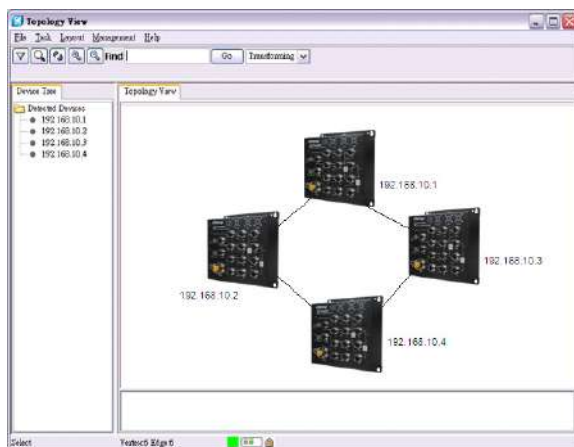 Topology View
File Task Layout Management Help
Find Go Transforming
Device Tree
Topology View
Detected Devices
192.168.10.1
192.168.10.2
192.168.10.3
192.168.10.4
192.168.10.1
192.168.10.3
192.168.10.2
192.168.10.4
Select Vertex:6 Edge:6